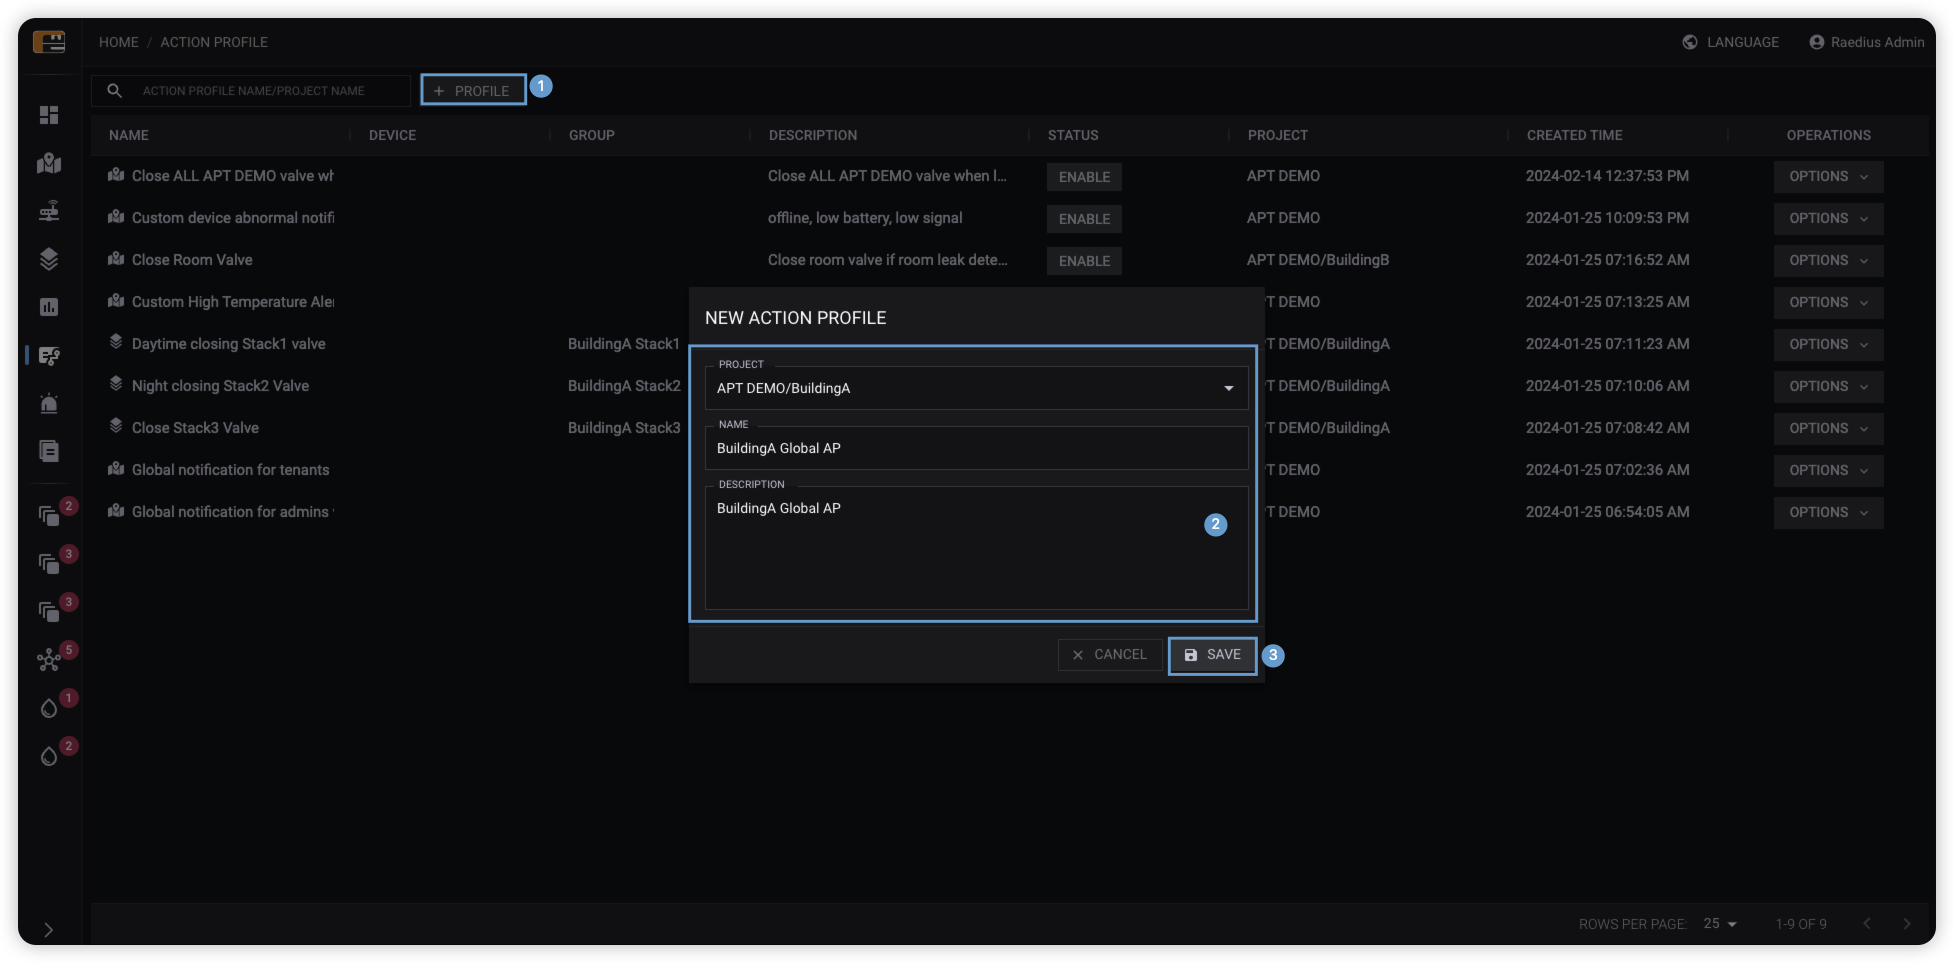 HOME / ACTION PROFILE
LANGUAGE
Raedius Admin
ACTION PROFILE NAME/PROJECT NAME
+ PROFILE
1
NAME DEVICE GROUP DESCRIPTION STATUS PROJECT CREATED TIME OPERATIONS
Close ALL APT DEMO valve wh Close ALL APT DEMO valve when l... ENABLE APT DEMO 2024-02-14 12:37:53 PM OPTIONS
Custom device abnormal notifi offline, low battery, low signal ENABLE APT DEMO 2024-01-25 10:09:53 PM OPTIONS
Close Room Valve Close room valve if room leak dete... ENABLE APT DEMO/BuildingB 2024-01-25 07:16:52 AM OPTIONS
Custom High Temperature Aler PT DEMO 2024-01-25 07:13:25 AM OPTIONS
Daytime closing Stack1 valve BuildingA Stack1 PT DEMO/BuildingA 2024-01-25 07:11:23 AM OPTIONS
Night closing Stack2 Valve BuildingA Stack2 PT DEMO/BuildingA 2024-01-25 07:10:06 AM OPTIONS
Close Stack3 Valve BuildingA Stack3 PT DEMO/BuildingA 2024-01-25 07:08:42 AM OPTIONS
Global notification for tenants PT DEMO 2024-01-25 07:02:36 AM OPTIONS
Global notification for admins PT DEMO 2024-01-25 06:54:05 AM OPTIONS
NEW ACTION PROFILE
PROJECT
APT DEMO/BuildingA
NAME
BuildingA Global AP
DESCRIPTION
BuildingA Global AP
2
CANCEL
SAVE
3
2
3
3
5
1
2
ROWS PER PAGE: 25 1-9 OF 9